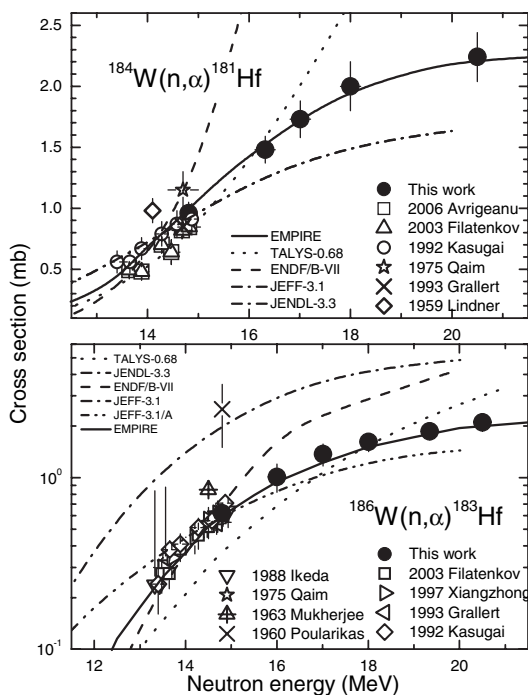 Cross section (mb)
2.5
2.0
1.5
1.0
0.5
¹⁸⁴W(n,α)¹⁸¹Hf
This work
2006 Avrigeanu
2003 Filatenkov
1992 Kasugai
1975 Qaim
1993 Grallert
1959 Lindner
EMPIRE
TALYS-0.68
ENDF/B-VII
JEFF-3.1
JENDL-3.3
14 16 18 20
TALYS-0.68
JENDL-3.3
ENDF/B-VII
JEFF-3.1
JEFF-3.1/A
EMPIRE
10⁰
10⁻¹
¹⁸⁶W(n,α)¹⁸³Hf
1988 Ikeda
1975 Qaim
1963 Mukherjee
1960 Poularikas
This work
2003 Filatenkov
1997 Xiangzhong
1993 Grallert
1992 Kasugai
12 14 16 18 20
Neutron energy (MeV)